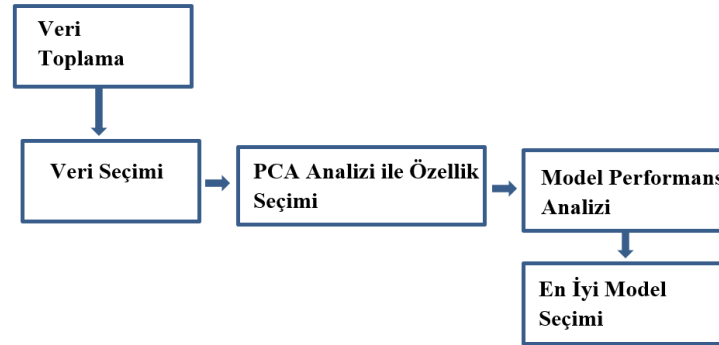 Veri
Toplama
Veri Seçimi
PCA Analizi ile Özellik
Seçimi
Model Performans
Analizi
En İyi Model
Seçimi